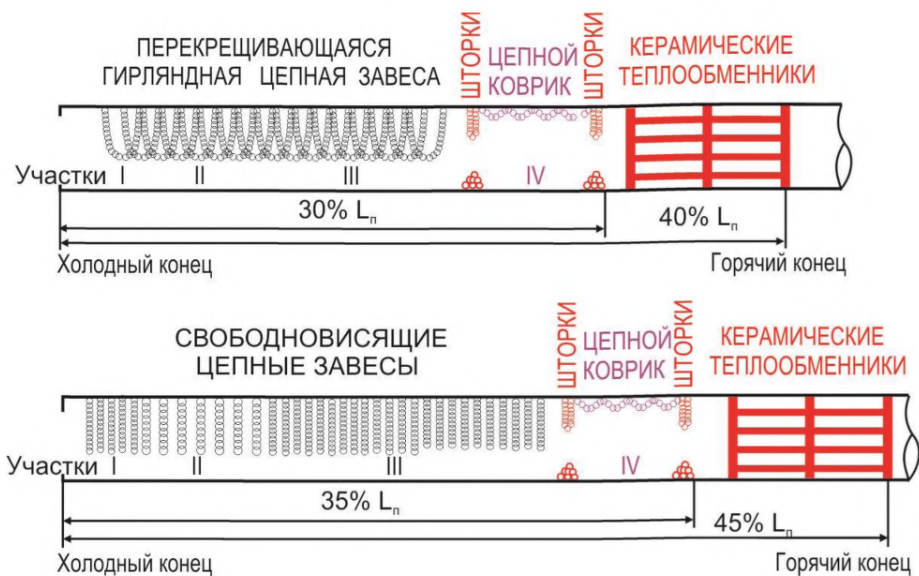 ПЕРЕКРЕЩИВАЮЩАЯСЯ
ГИРЛЯНДНАЯ ЦЕПНАЯ ЗАВЕСА
ШТОРКИ
ЦЕПНОЙ
КОВРИК
ШТОРКИ
КЕРАМИЧЕСКИЕ
ТЕПЛООБМЕННИКИ
Участки I II III IV
30% Lп
40% Lп
Холодный конец
Горячий конец
СВОБОДНОВИСЯЩИЕ
ЦЕПНЫЕ ЗАВЕСЫ
ШТОРКИ
ЦЕПНОЙ
КОВРИК
ШТОРКИ
КЕРАМИЧЕСКИЕ
ТЕПЛООБМЕННИКИ
Участки I II III IV
35% Lп
45% Lп
Холодный конец
Горячий конец